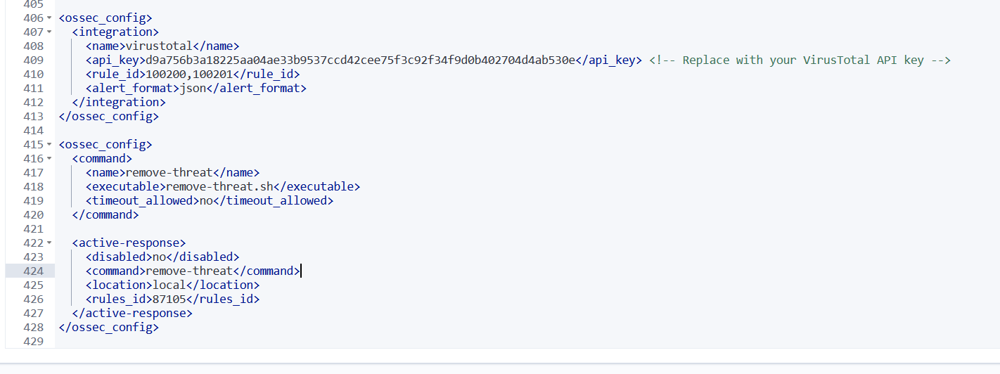 405
406 <ossec_config>
407   <integration>
408     <name>virustotal</name>
409     <api_key>d9a756b3a18225aa04ae33b9537ccd42cee75f3c92f34f9d0b402704d4ab530e</api_key> <!-- Replace with your VirusTotal API key -->
410     <rule_id>100200,100201</rule_id>
411     <alert_format>json</alert_format>
412   </integration>
413 </ossec_config>
414
415 <ossec_config>
416   <command>
417     <name>remove-threat</name>
418     <executable>remove-threat.sh</executable>
419     <timeout_allowed>no</timeout_allowed>
420   </command>
421
422   <active-response>
423     <disabled>no</disabled>
424     <command>remove-threat</command>
425     <location>local</location>
426     <rules_id>87105</rules_id>
427   </active-response>
428 </ossec_config>
429